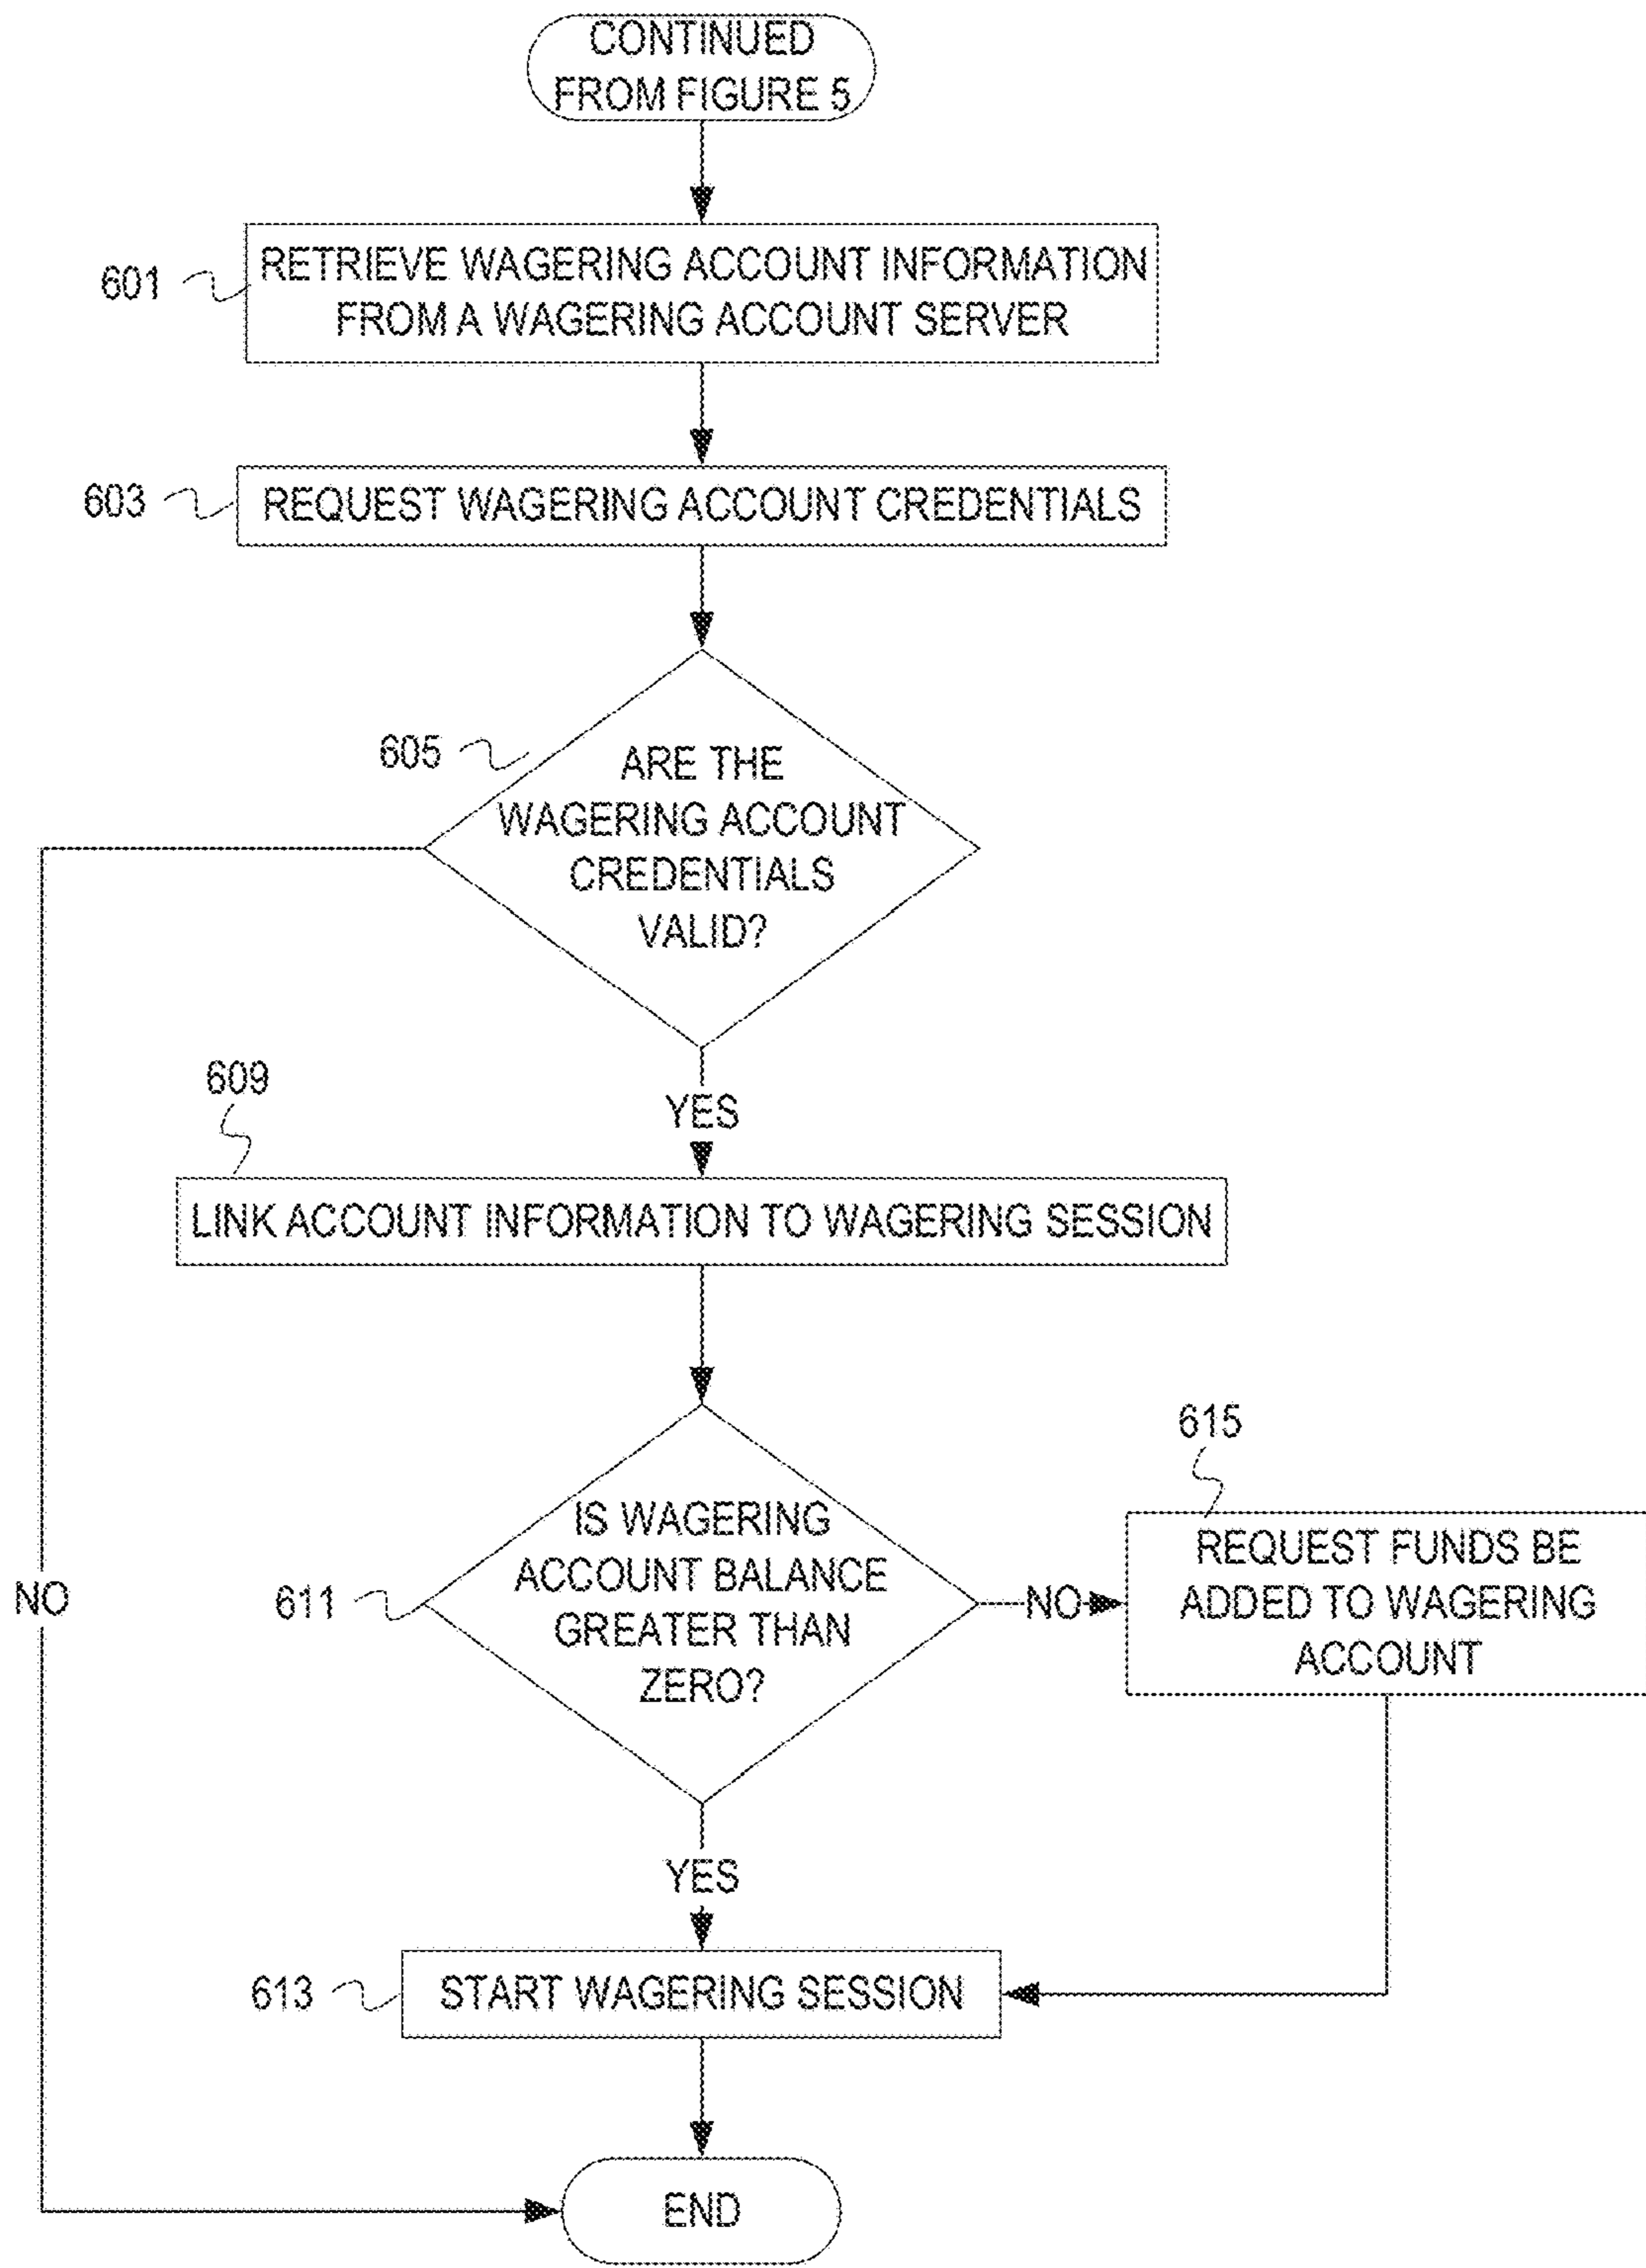 CONTINUED
FROM FIGURE 5
601
RETRIEVE WAGERING ACCOUNT INFORMATION
FROM A WAGERING ACCOUNT SERVER
603
REQUEST WAGERING ACCOUNT CREDENTIALS
605
ARE THE
WAGERING ACCOUNT
CREDENTIALS
VALID?
609
YES
LINK ACCOUNT INFORMATION TO WAGERING SESSION
615
IS WAGERING
ACCOUNT BALANCE
GREATER THAN
ZERO?
611
NO
NO
REQUEST FUNDS BE
ADDED TO WAGERING
ACCOUNT
YES
613
START WAGERING SESSION
END